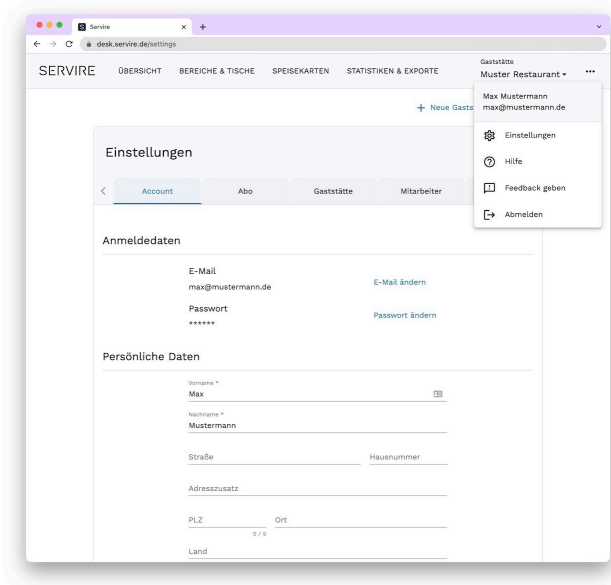 Servire
desk.servire.de/settings
SERVIRE ÜBERSICHT BEREICHE & TISCHE SPEISEKARTEN STATISTIKEN & EXPORTE
Gaststätte
Muster Restaurant
Max Mustermann
max@mustermann.de
Einstellungen
Hilfe
Feedback geben
Abmelden
+ Neue Gasts
Einstellungen
Account Abo Gaststätte Mitarbeiter
Anmeldedaten
E-Mail
max@mustermann.de E-Mail ändern
Passwort
****** Passwort ändern
Persönliche Daten
Vorname *
Max
Nachname *
Mustermann
Straße Hausnummer
Adresszusatz
PLZ Ort
0 / 5
Land